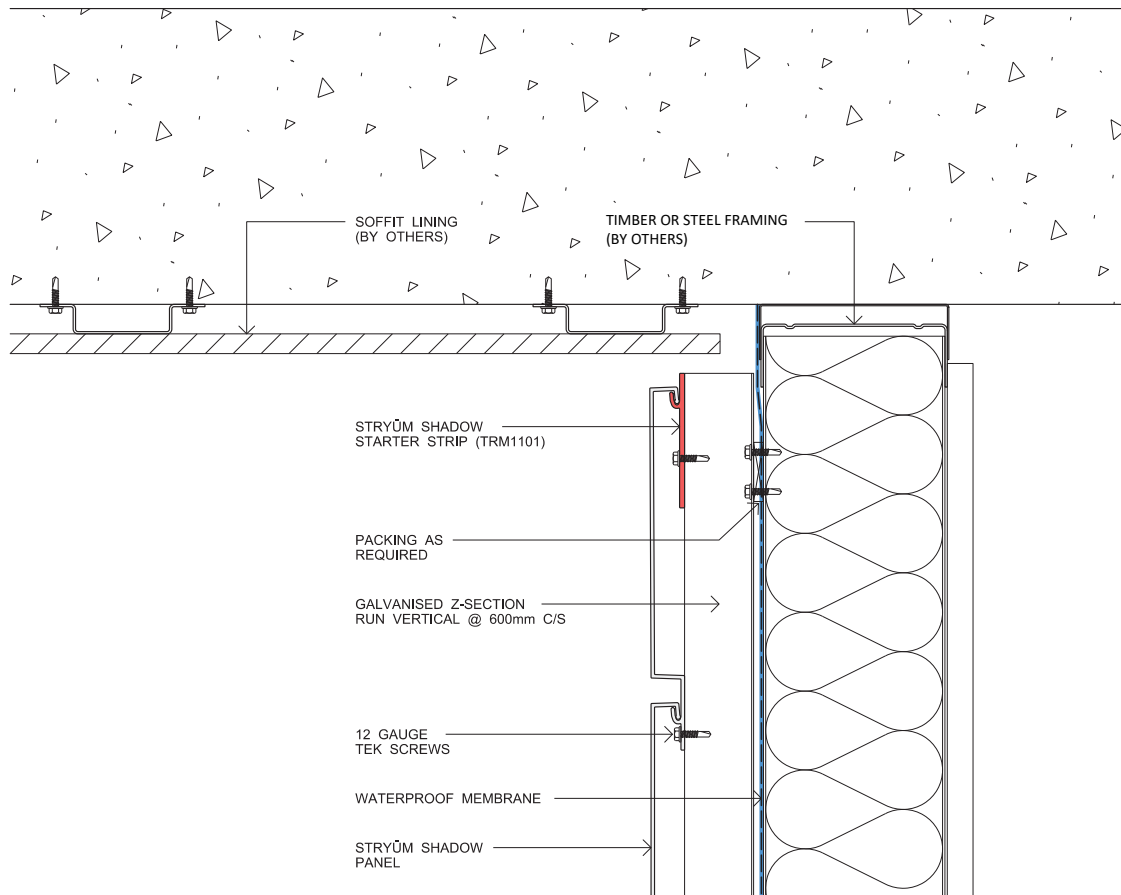 SOFFIT LINING
(BY OTHERS)
TIMBER OR STEEL FRAMING
(BY OTHERS)
STRYŪM SHADOW
STARTER STRIP (TRM1101)
PACKING AS
REQUIRED
GALVANISED Z-SECTION
RUN VERTICAL @ 600mm C/S
12 GAUGE
TEK SCREWS
WATERPROOF MEMBRANE
STRYŪM SHADOW
PANEL